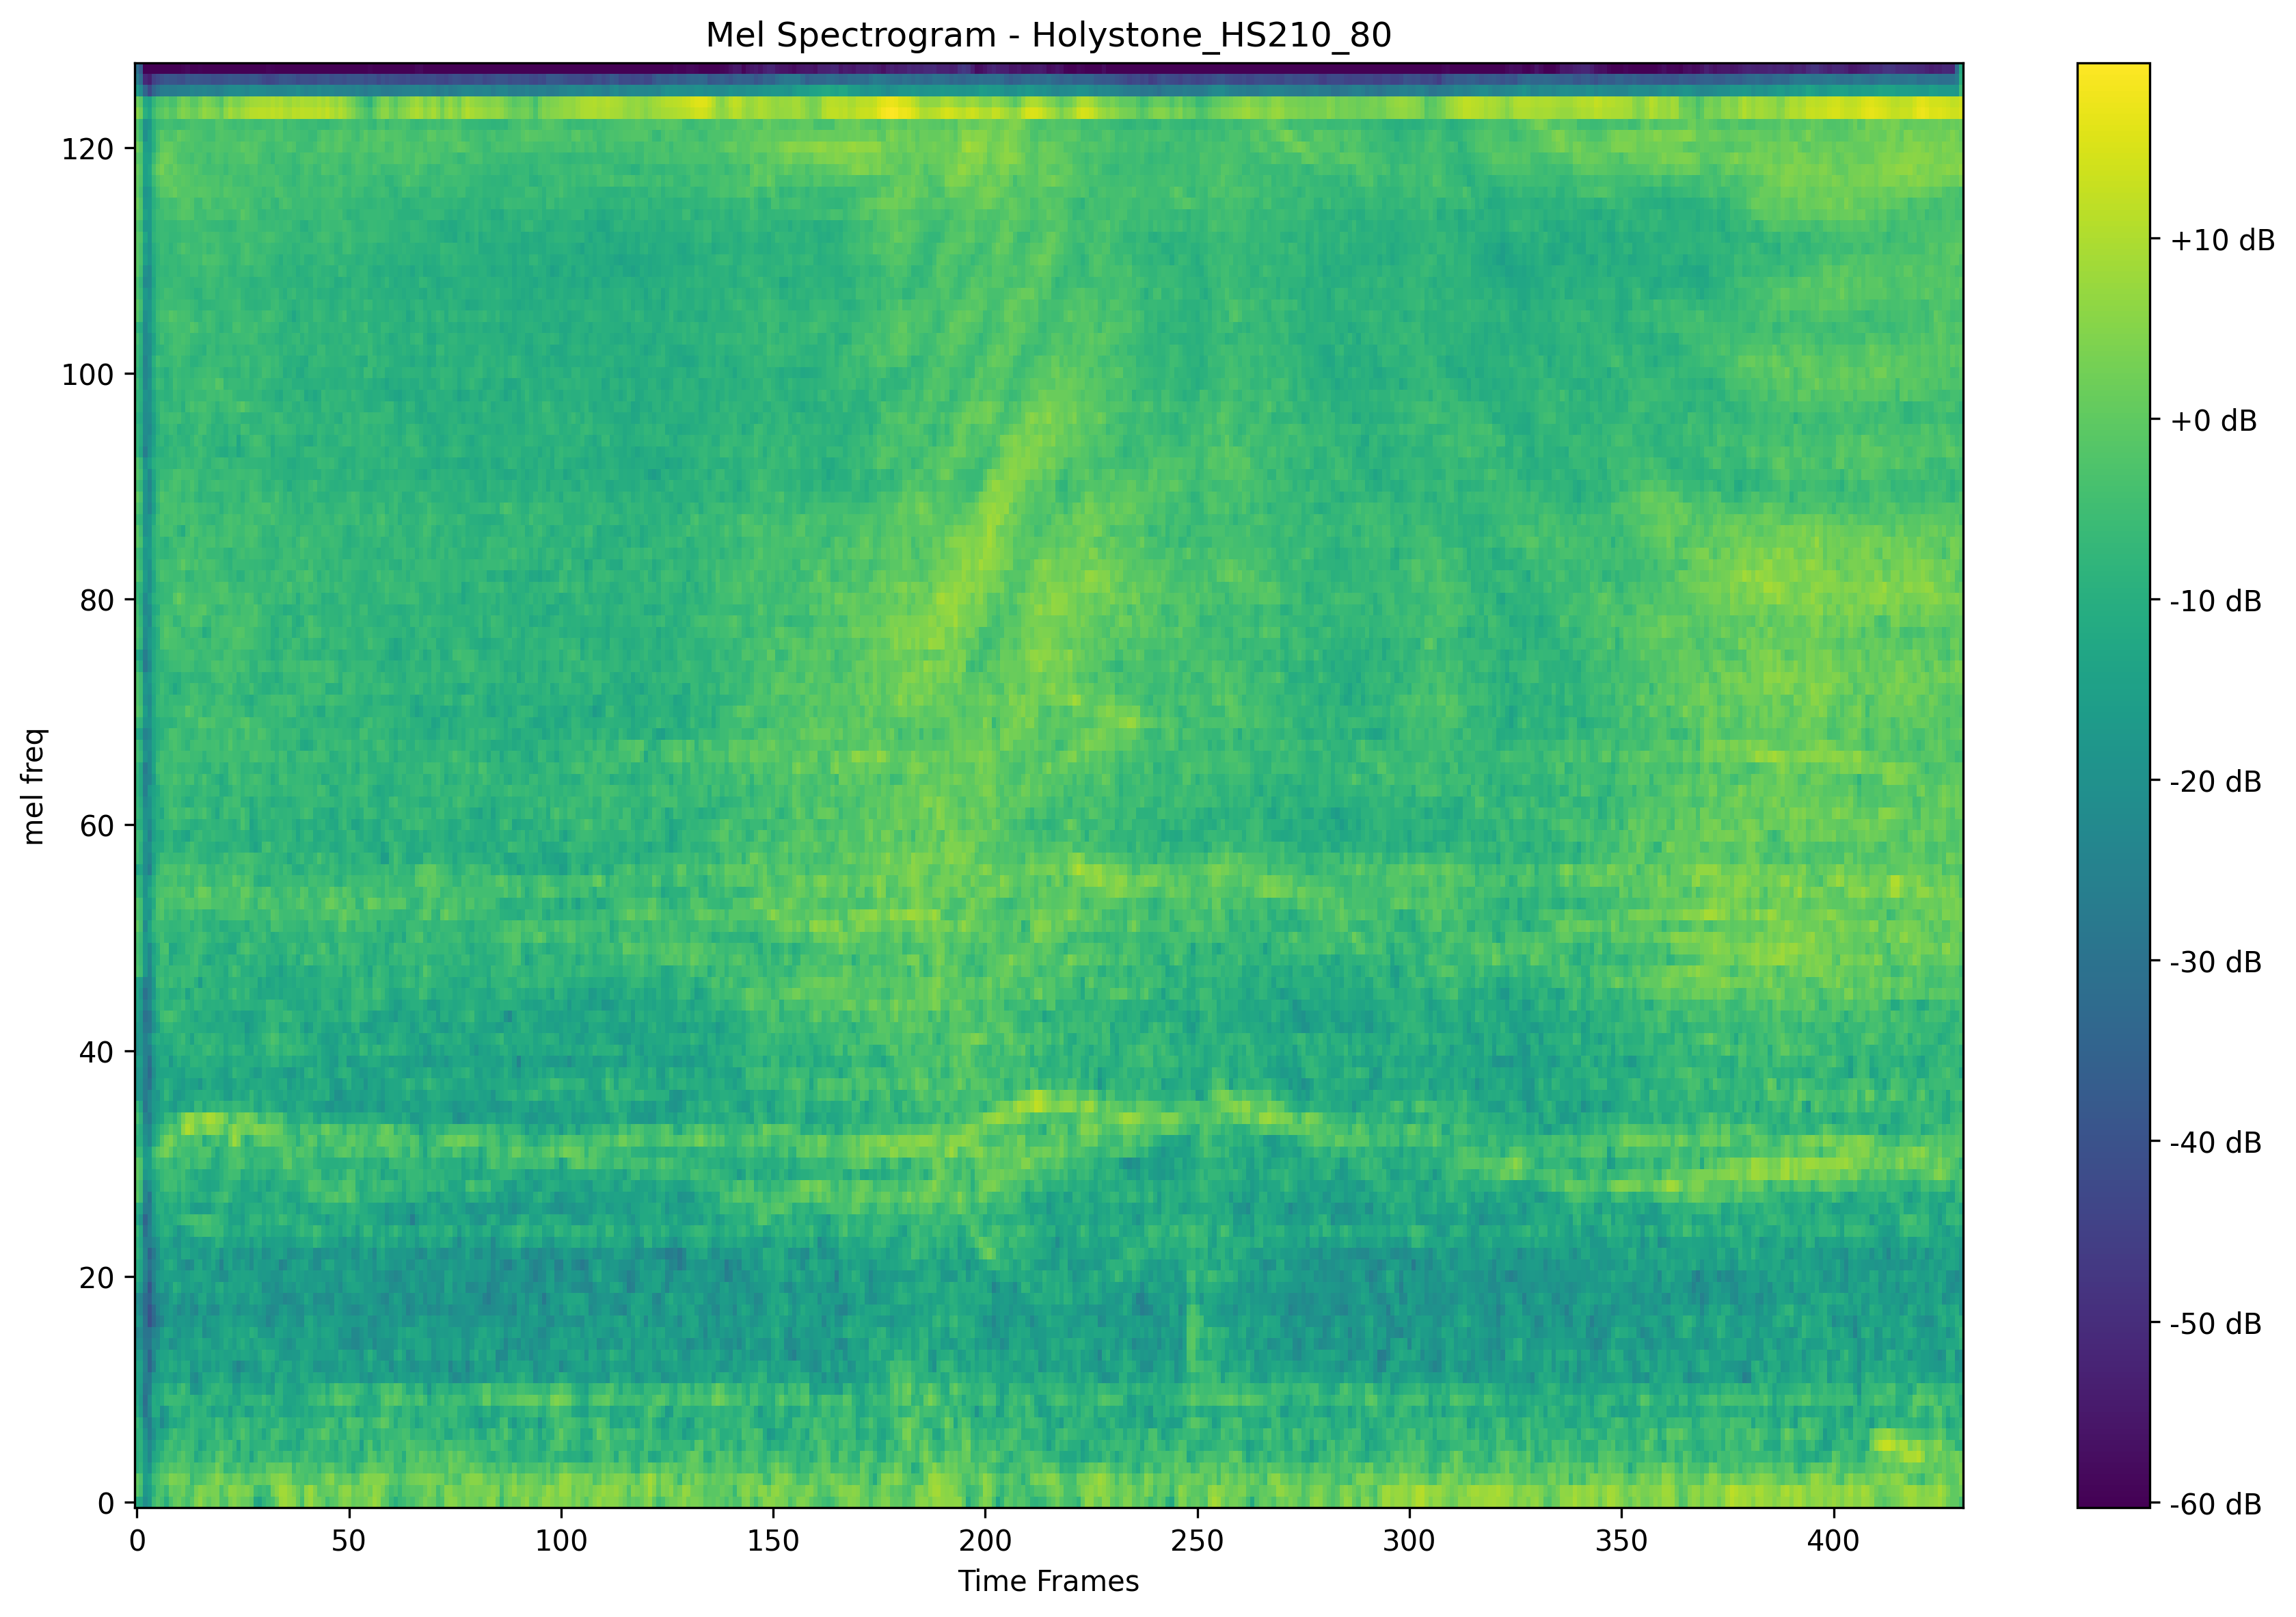 Mel Spectrogram - Holystone_HS210_80
mel freq
120
100
80
60
40
20
0
0 50 100 150 200 250 300 350 400
Time Frames
+10 dB
+0 dB
-10 dB
-20 dB
-30 dB
-40 dB
-50 dB
-60 dB